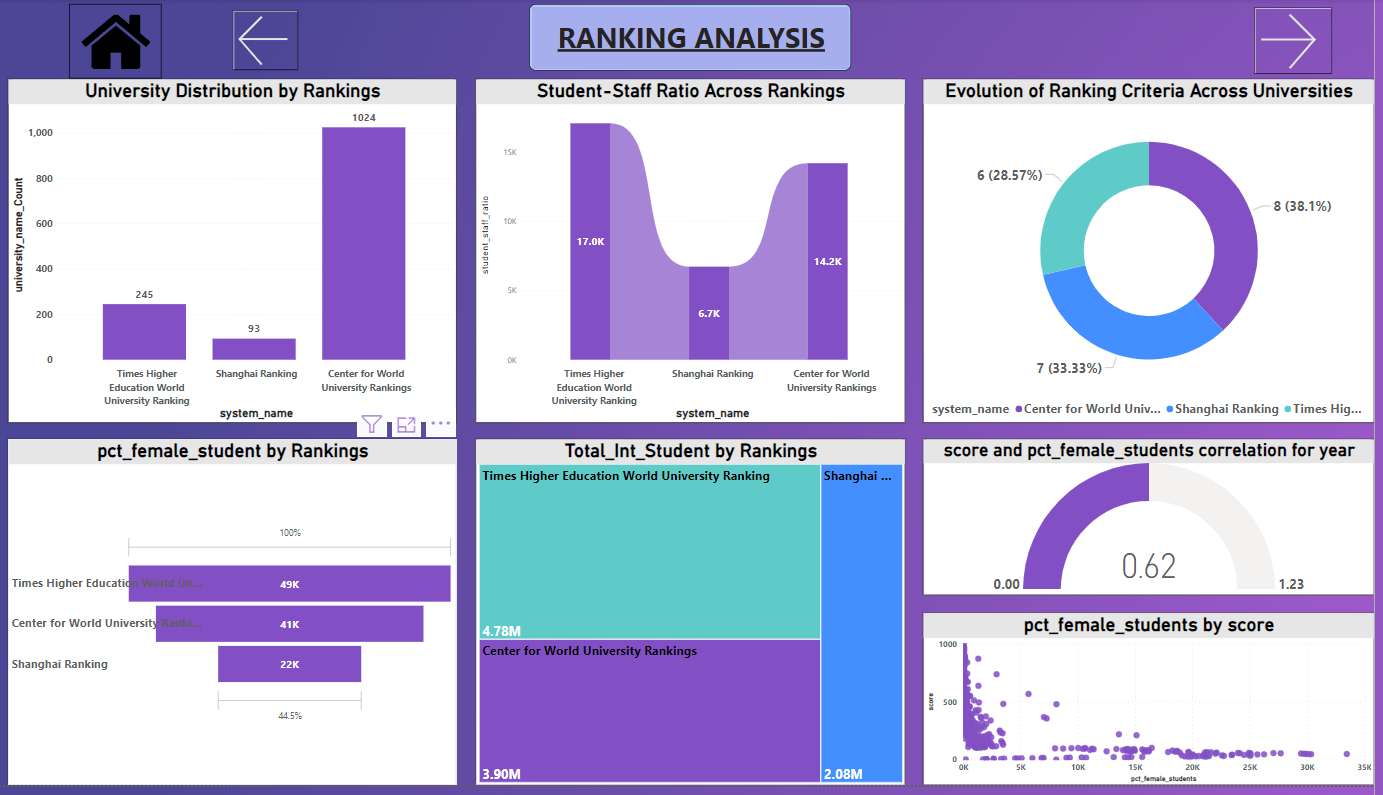 RANKING ANALYSIS
University Distribution by Rankings
university_name_Count
1,000
800
600
400
200
0
245
93
1024
Times Higher
Education World
University Ranking
Shanghai Ranking
Center for World
University Rankings
system_name
Student-Staff Ratio Across Rankings
student_staff_ratio
15K
10K
5K
0K
17.0K
6.7K
14.2K
Times Higher
Education World
University Ranking
Shanghai Ranking
Center for World
University Rankings
system_name
Evolution of Ranking Criteria Across Universities
6 (28.57%)
8 (38.1%)
7 (33.33%)
system_name Center for World Univ... Shanghai Ranking Times Hig...
pct_female_student by Rankings
100%
Times Higher Education World Un... 49K
Center for World University Ranki... 41K
Shanghai Ranking 22K
44.5%
Total_Int_Student by Rankings
Times Higher Education World University Ranking
4.78M
Center for World University Rankings
3.90M
Shanghai ...
2.08M
score and pct_female_students correlation for year
0.62
0.00
1.23
pct_female_students by score
score
1000
500
0
0K 5K 10K 15K 20K 25K 30K 35K
pct_female_students